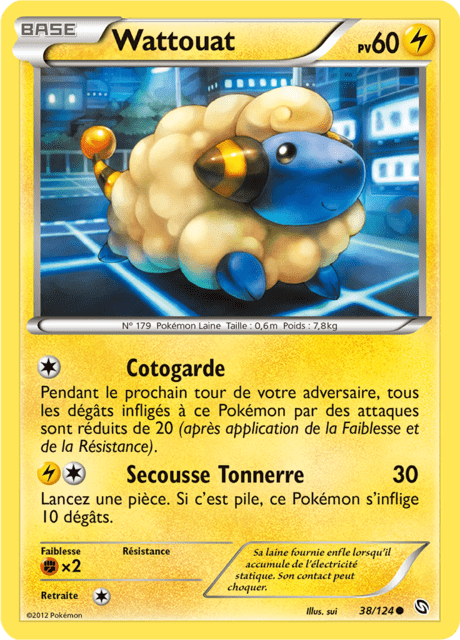 BASE
Wattouat
PV60
N° 179 Pokémon Laine Taille : 0,6m Poids : 7,8kg
Cotogarde
Pendant le prochain tour de votre adversaire, tous
les dégâts infligés à ce Pokémon par des attaques
sont réduits de 20 (après application de la Faiblesse et
de la Résistance).
Secousse Tonnerre 30
Lancez une pièce. Si c'est pile, ce Pokémon s'inflige
10 dégâts.
Faiblesse Résistance
×2
Retraite
Sa laine fournie enfle lorsqu'il
accumule de l'électricité
statique. Son contact peut
choquer.
©2012 Pokémon
Illus. sui 38/124